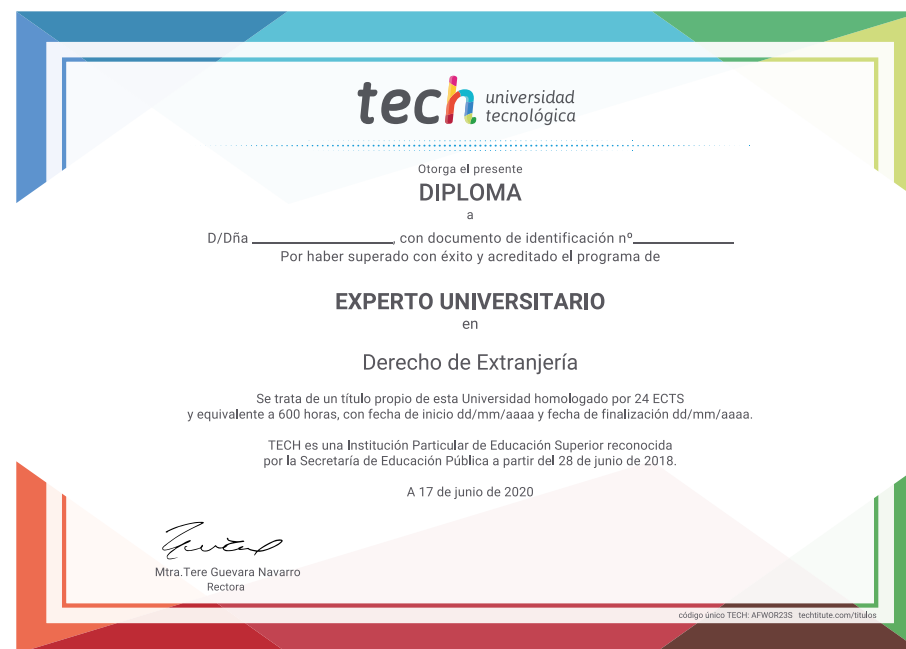 tech universidad
tecnológica
Otorga el presente
DIPLOMA
a
D/Dña ____________________, con documento de identificación nº______________
Por haber superado con éxito y acreditado el programa de
EXPERTO UNIVERSITARIO
en
Derecho de Extranjería
Se trata de un título propio de esta Universidad homologado por 24 ECTS
y equivalente a 600 horas, con fecha de inicio dd/mm/aaaa y fecha de finalización dd/mm/aaaa.
TECH es una Institución Particular de Educación Superior reconocida
por la Secretaría de Educación Pública a partir del 28 de junio de 2018.
A 17 de junio de 2020
Mtra.Tere Guevara Navarro
Rectora
código único TECH: AFWOR23S techtitute.com/titulos